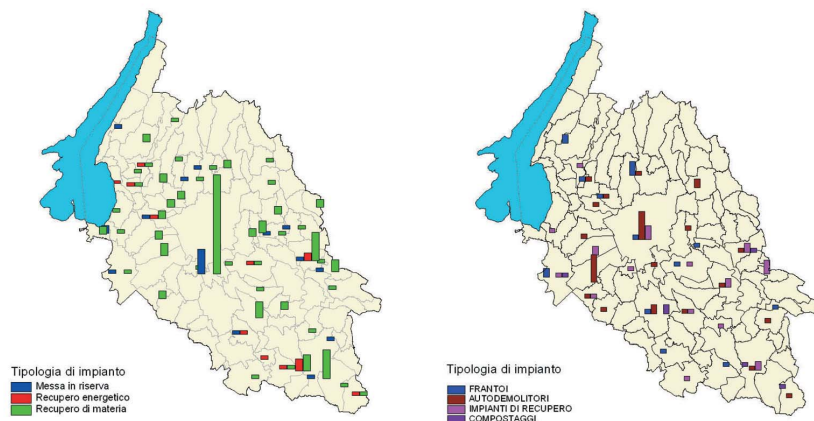 Tipologia di impianto
Messa in riserva
Recupero energetico
Recupero di materia
Tipologia di impianto
FRANTOI
AUTODEMOLITORI
IMPIANTI DI RECUPERO
COMPOSTAGGI